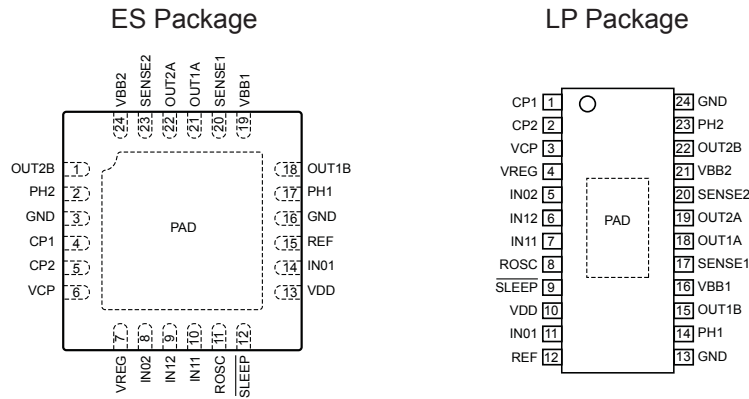 ES Package
VBB2
SENSE2
OUT2A
OUT1A
SENSE1
VBB1
24
23
22
21
20
19
OUT2B 1
PH2 2
GND 3
CP1 4
CP2 5
VCP 6
PAD
18 OUT1B
17 PH1
16 GND
15 REF
14 IN01
13 VDD
7
8
9
10
11
12
VREG
IN02
IN12
IN11
ROSC
SLEEP
LP Package
CP1 1
CP2 2
VCP 3
VREG 4
IN02 5
IN12 6
IN11 7
ROSC 8
SLEEP 9
VDD 10
IN01 11
REF 12
PAD
24 GND
23 PH2
22 OUT2B
21 VBB2
20 SENSE2
19 OUT2A
18 OUT1A
17 SENSE1
16 VBB1
15 OUT1B
14 PH1
13 GND